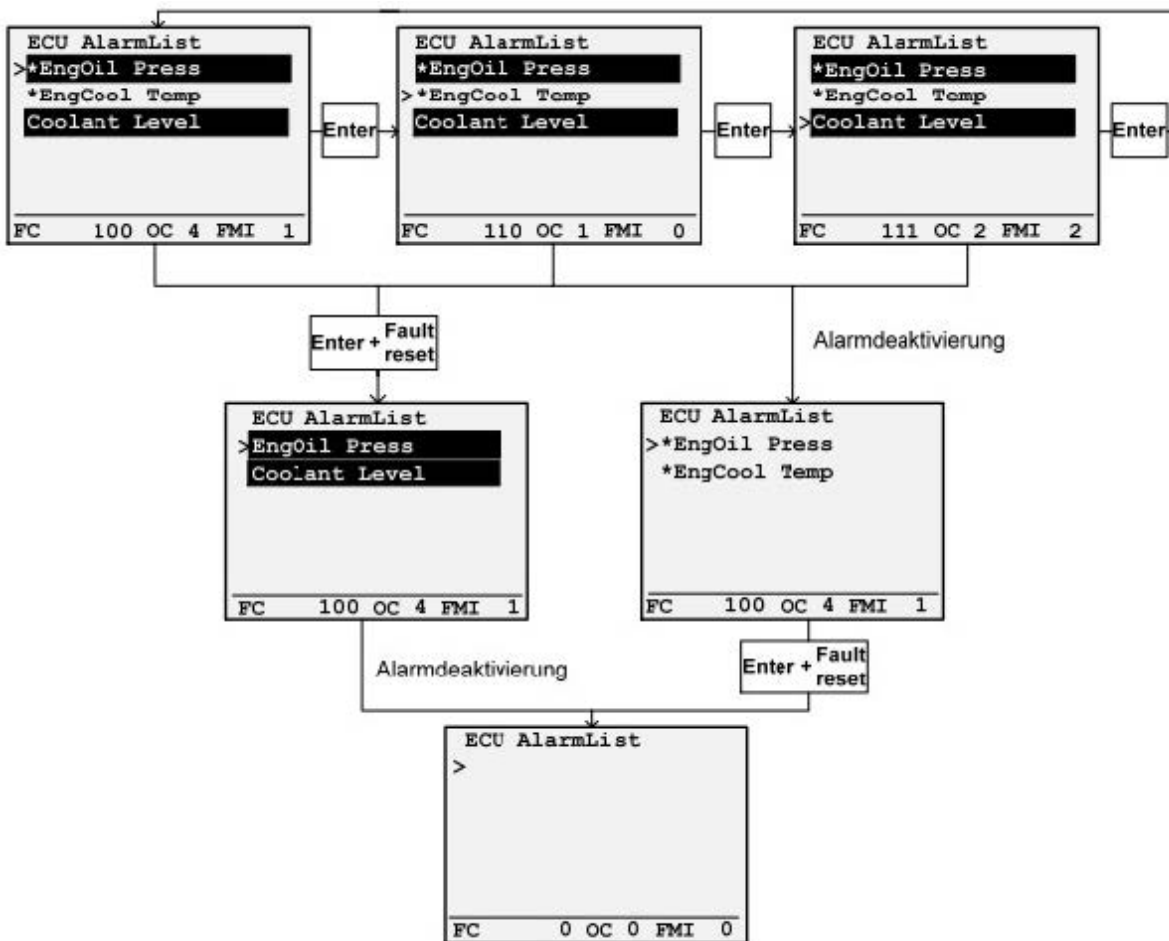 ECU AlarmList
>*EngOil Press
*EngCool Temp
Coolant Level
FC 100 OC 4 FMI 1
Enter
ECU AlarmList
*EngOil Press
>*EngCool Temp
Coolant Level
FC 110 OC 1 FMI 0
Enter
ECU AlarmList
*EngOil Press
*EngCool Temp
>Coolant Level
FC 111 OC 2 FMI 2
Enter
Enter + Fault reset
Alarmdeaktivierung
ECU AlarmList
>EngOil Press
Coolant Level
FC 100 OC 4 FMI 1
ECU AlarmList
>*EngOil Press
*EngCool Temp
FC 100 OC 4 FMI 1
Alarmdeaktivierung
Enter + Fault reset
ECU AlarmList
>
FC 0 OC 0 FMI 0